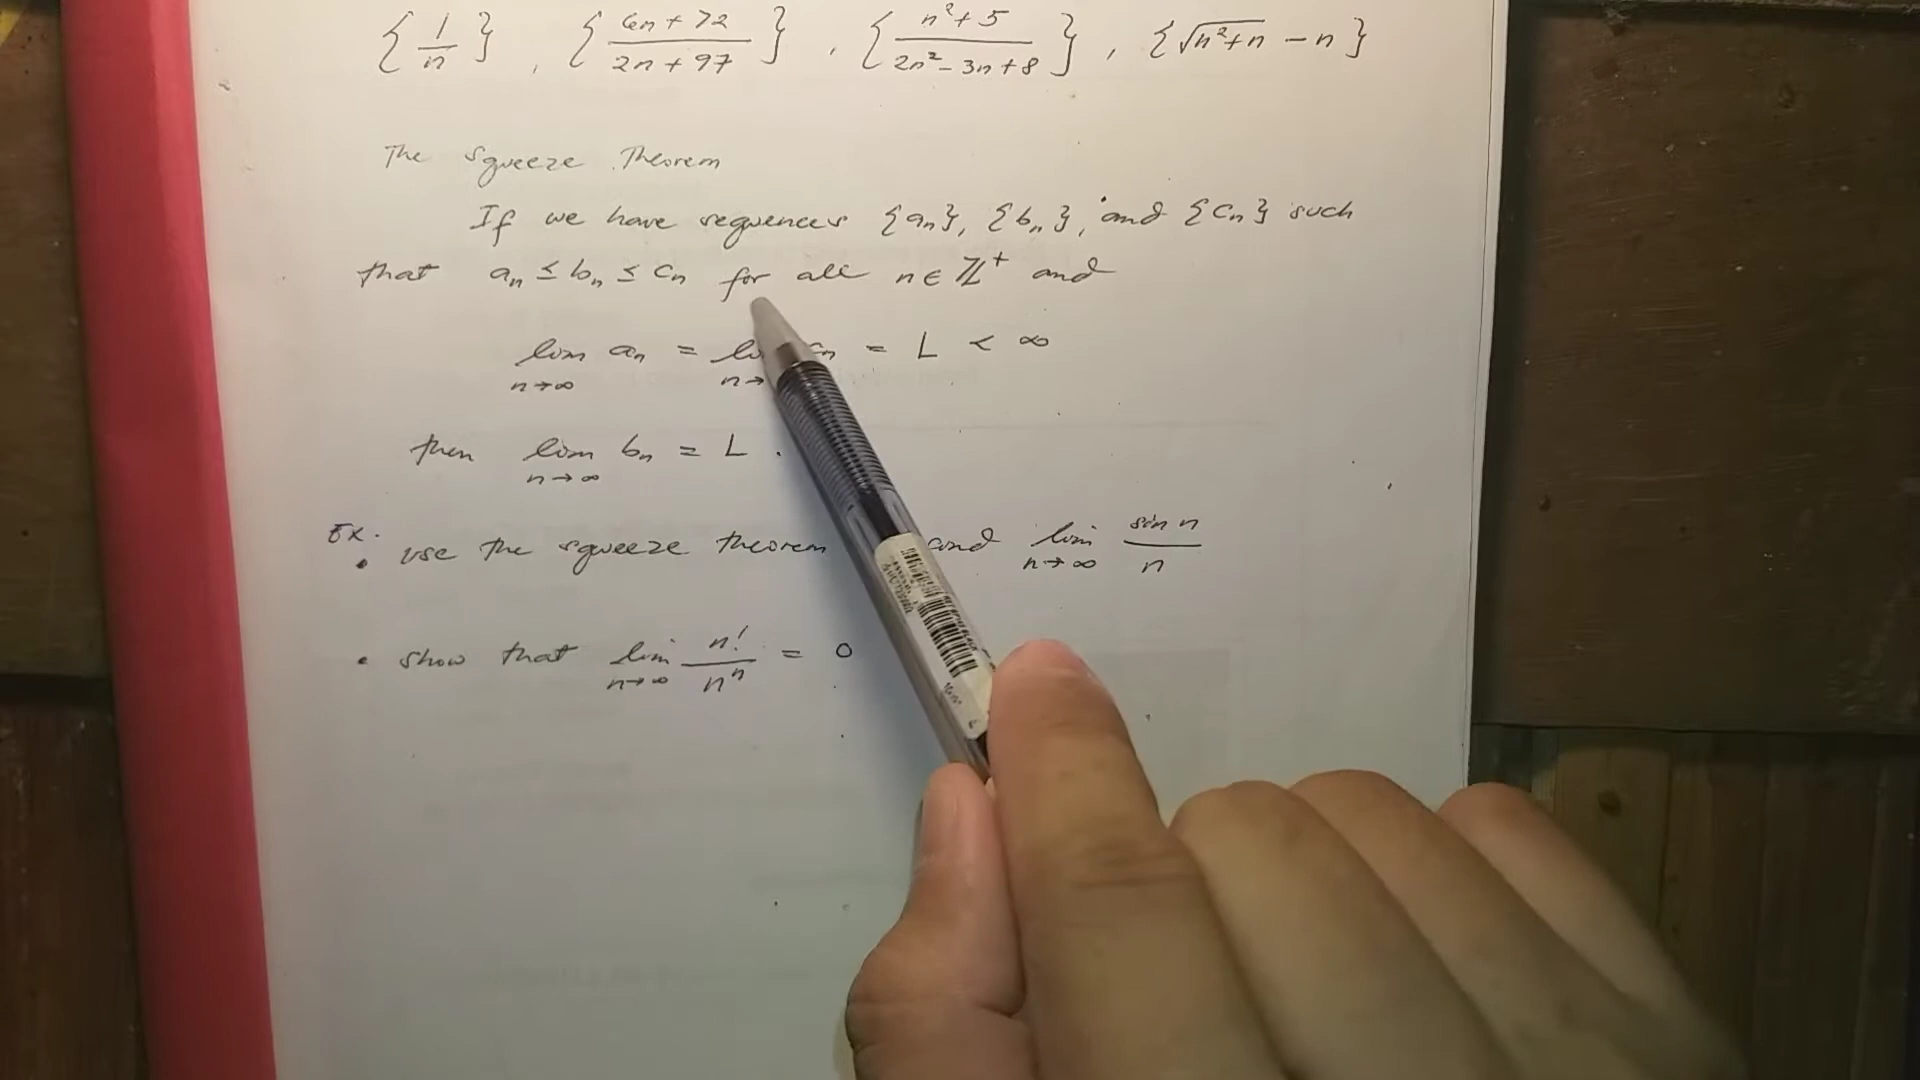 {1/n}, {6n+72/2n+97}, {n²+5/2n²-3n+8}, {√n²+n - n}
The Squeeze Theorem
If we have sequences {aₙ}, {bₙ}, and {cₙ} such
that aₙ ≤ bₙ ≤ cₙ for all n ∈ ℤ⁺ and
lim n→∞ aₙ = cₙ = L < ∞
then lim n→∞ bₙ = L.
Ex.
• use the squeeze theorem lim n→∞ sin n/n
• show that lim n→∞ n!/nⁿ = 0